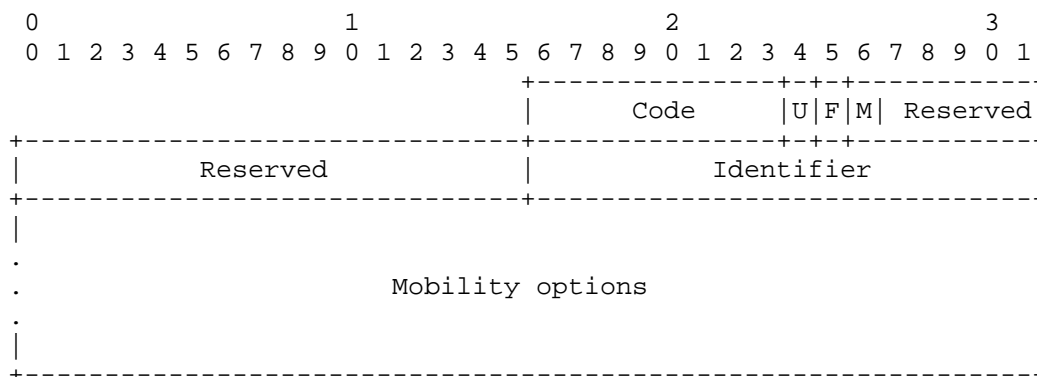 0                   1                   2                   3
 0 1 2 3 4 5 6 7 8 9 0 1 2 3 4 5 6 7 8 9 0 1 2 3 4 5 6 7 8 9 0 1
Code |U|F|M| Reserved
Reserved | Identifier
Mobility options